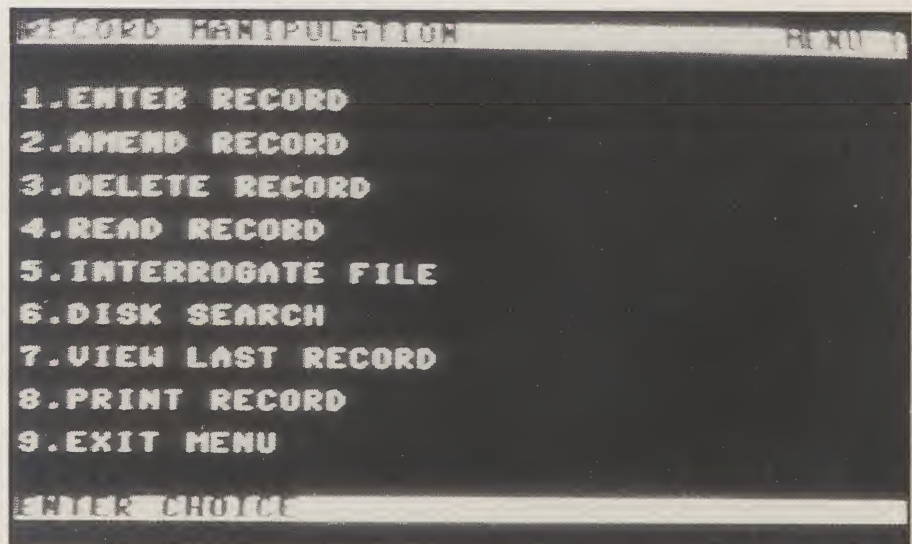 RECORD MANIPULATION MENU
1.ENTER RECORD
2.AMEND RECORD
3.DELETE RECORD
4.READ RECORD
5.INTERROGATE FILE
6.DISK SEARCH
7.VIEW LAST RECORD
8.PRINT RECORD
9.EXIT MENU
ENTER CHOICE